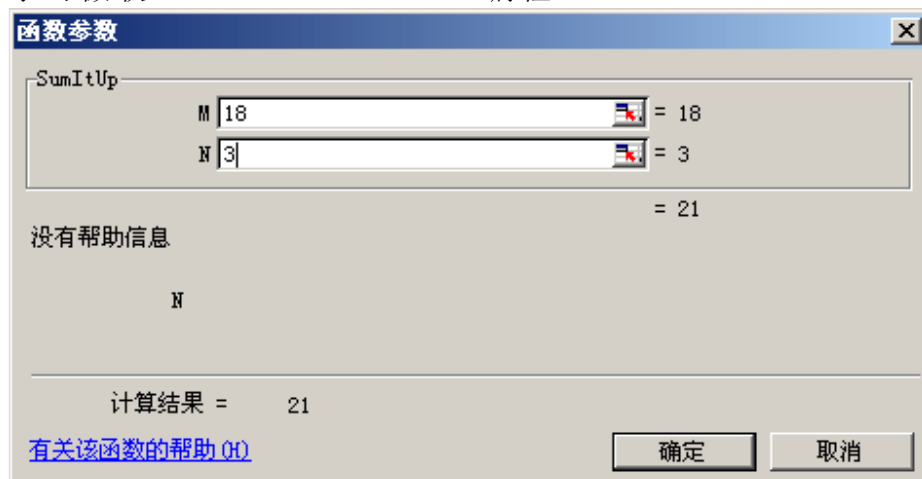 函数参数
SumItUp
M 18 = 18
N 3 = 3
= 21
没有帮助信息
N
计算结果 = 21
有关该函数的帮助(H)
确定 取消